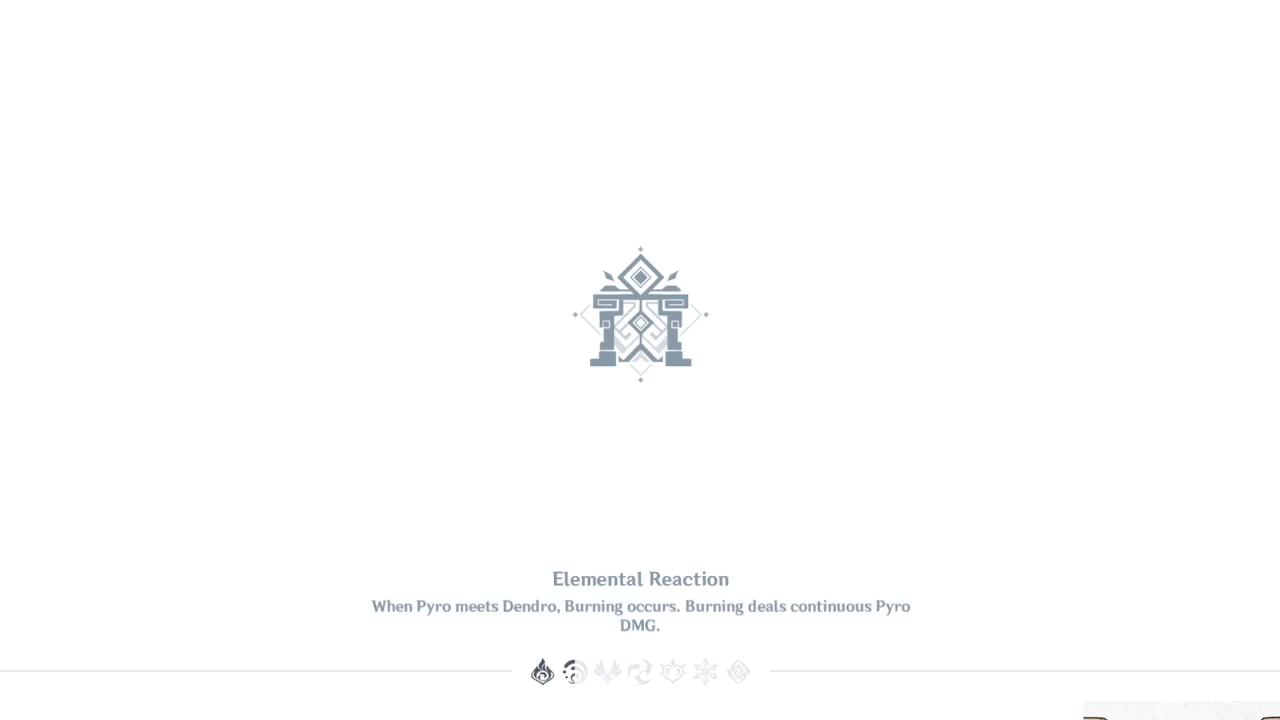 Elemental Reaction
When Pyro meets Dendro, Burning occurs. Burning deals continuous Pyro
DMG.